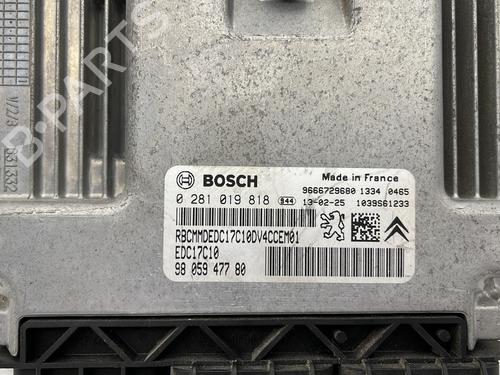 B-PARTS
BOSCH
Made in France
9666729680 1334 .0465
0 281 019 818 944 13-02-25 1039S61233
RBCMMDEDC17C10DV4CCEM01
EDC17C10
98 059 477 80